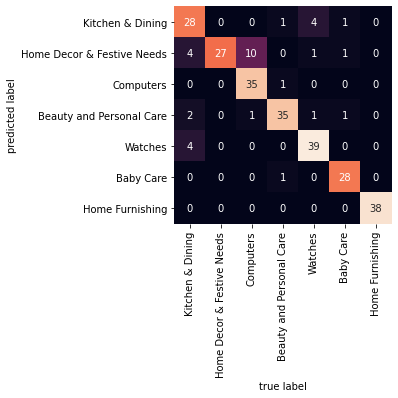 predicted label
Kitchen & Dining 28 0 0 1 4 1 0
Home Decor & Festive Needs 4 27 10 0 1 1 0
Computers 0 0 35 1 0 0 0
Beauty and Personal Care 2 0 1 35 1 1 0
Watches 4 0 0 0 39 0 0
Baby Care 0 0 0 1 0 28 0
Home Furnishing 0 0 0 0 0 0 38
Kitchen & Dining
Home Decor & Festive Needs
Computers
Beauty and Personal Care
Watches
Baby Care
Home Furnishing
true label